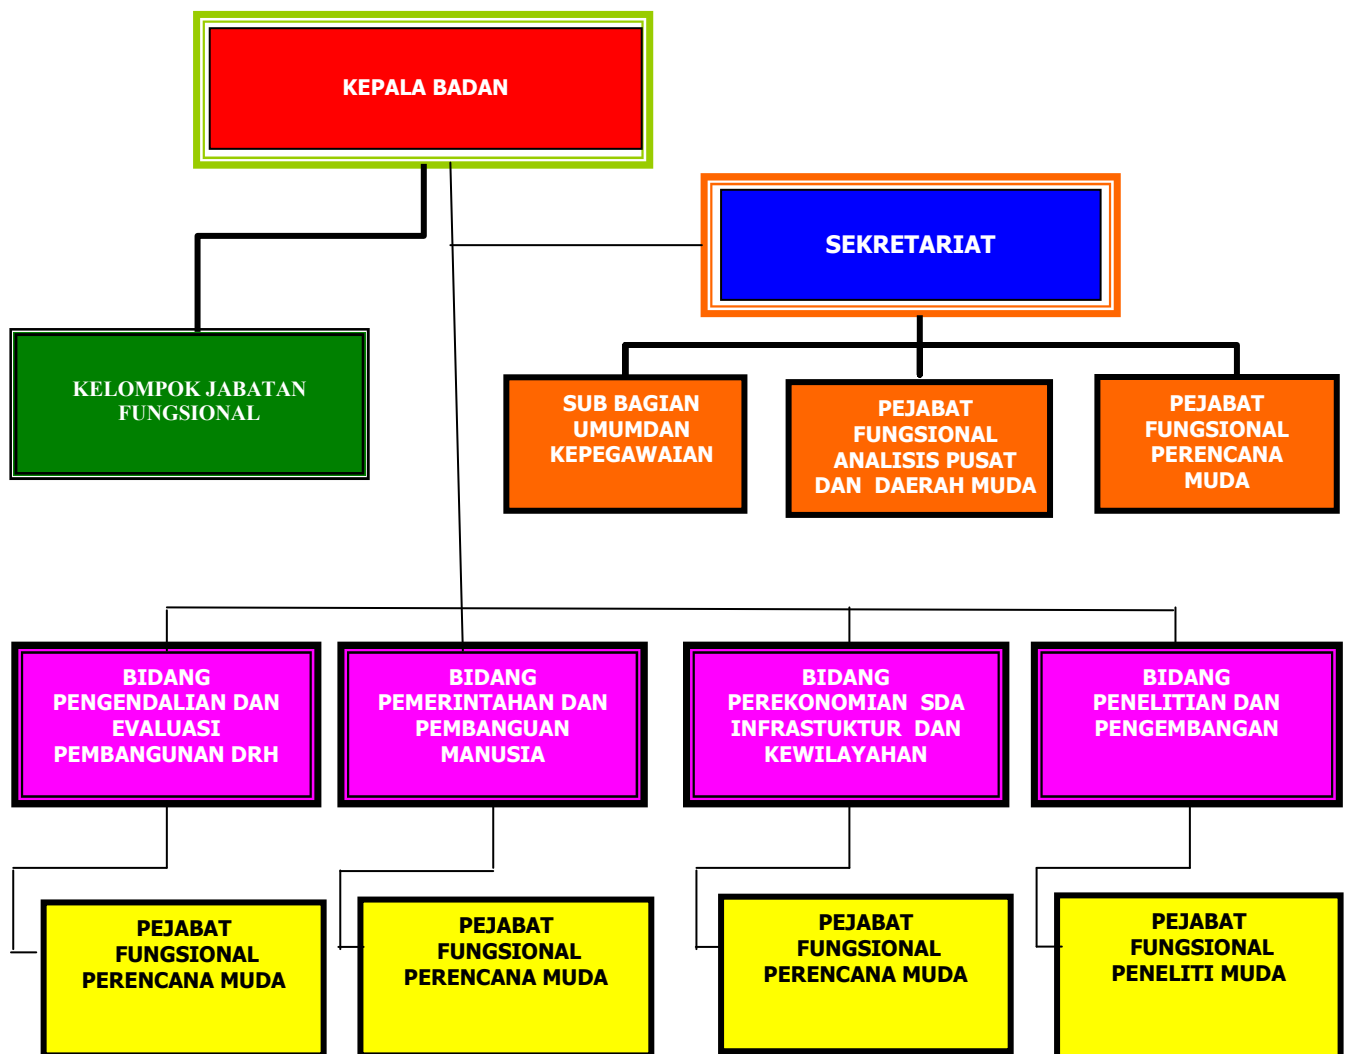 KEPALA BADAN
SEKRETARIAT
KELOMPOK JABATAN
FUNGSIONAL
SUB BAGIAN
UMUMDAN
KEPEGAWAIAN
PEJABAT
FUNGSIONAL
ANALISIS PUSAT
DAN DAERAH MUDA
PEJABAT
FUNGSIONAL
PERENCANA
MUDA
BIDANG
PENGENDALIAN DAN
EVALUASI
PEMBANGUNAN DRH
BIDANG
PEMERINTAHAN DAN
PEMBANGUAN
MANUSIA
BIDANG
PEREKONOMIAN SDA
INFRASTUKTUR DAN
KEWILAYAHAN
BIDANG
PENELITIAN DAN
PENGEMBANGAN
PEJABAT
FUNGSIONAL
PERENCANA MUDA
PEJABAT
FUNGSIONAL
PERENCANA MUDA
PEJABAT
FUNGSIONAL
PERENCANA MUDA
PEJABAT
FUNGSIONAL
PENELITI MUDA